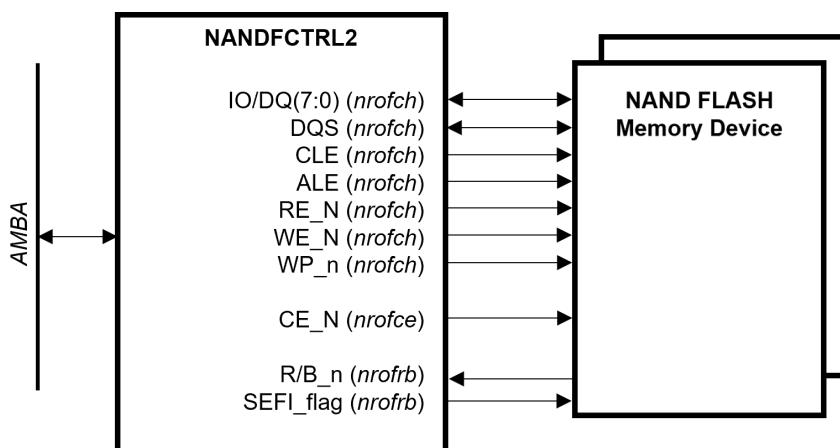 NANDFCTRL2
IO/DQ(7:0) (nrofch)
DQS (nrofch)
CLE (nrofch)
ALE (nrofch)
RE_N (nrofch)
WE_N (nrofch)
WP_n (nrofch)
CE_N (nrofce)
R/B_n (nrofrb)
SEFI_flag (nrofrb)
AMBA
NAND FLASH
Memory Device